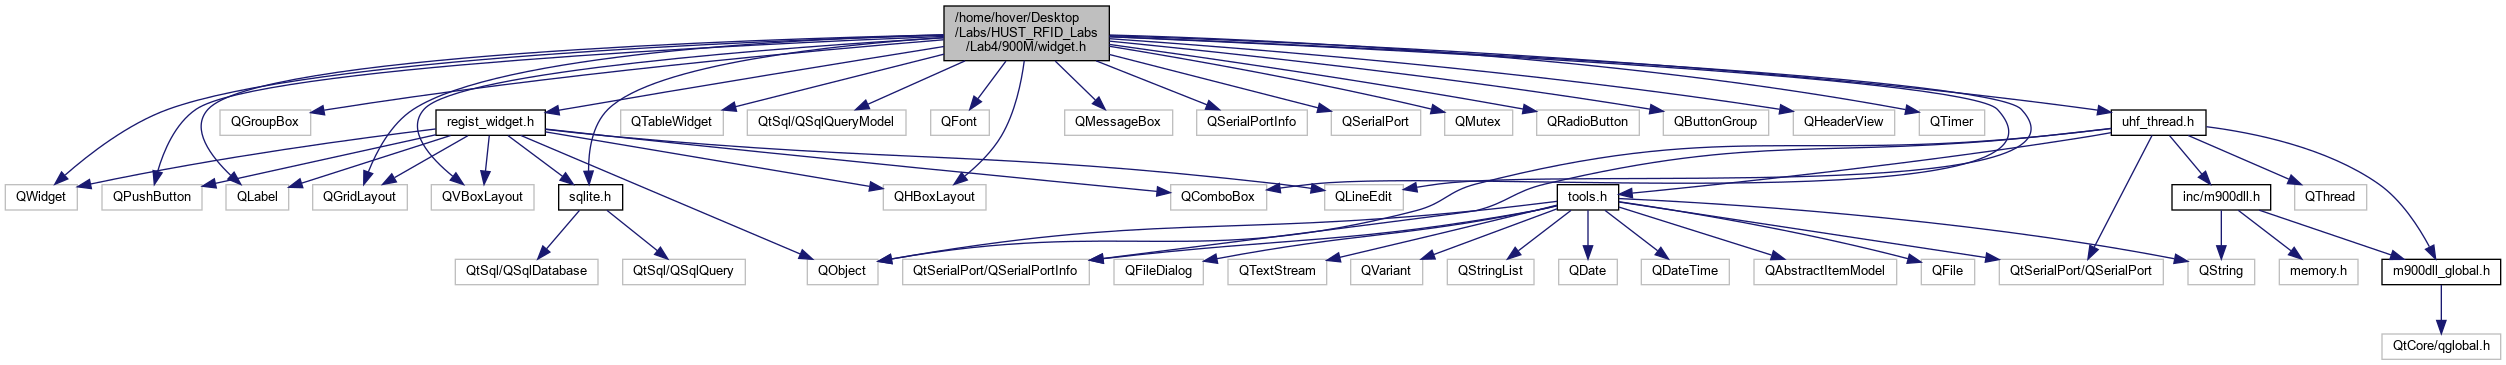 /home/hover/Desktop
/Labs/HUST_RFID_Labs
/Lab4/900M/widget.h
QGroupBox
regist_widget.h
QTableWidget
QtSql/QSqlQueryModel
QFont
QMessageBox
QSerialPortInfo
QSerialPort
QMutex
QRadioButton
QButtonGroup
QHeaderView
QTimer
uhf_thread.h
QWidget
QPushButton
QLabel
QGridLayout
QVBoxLayout
sqlite.h
QHBoxLayout
QComboBox
QLineEdit
tools.h
inc/m900dll.h
QThread
QtSql/QSqlDatabase
QtSql/QSqlQuery
QObject
QtSerialPort/QSerialPortInfo
QFileDialog
QTextStream
QVariant
QStringList
QDate
QDateTime
QAbstractItemModel
QFile
QtSerialPort/QSerialPort
QString
memory.h
m900dll_global.h
QtCore/qglobal.h